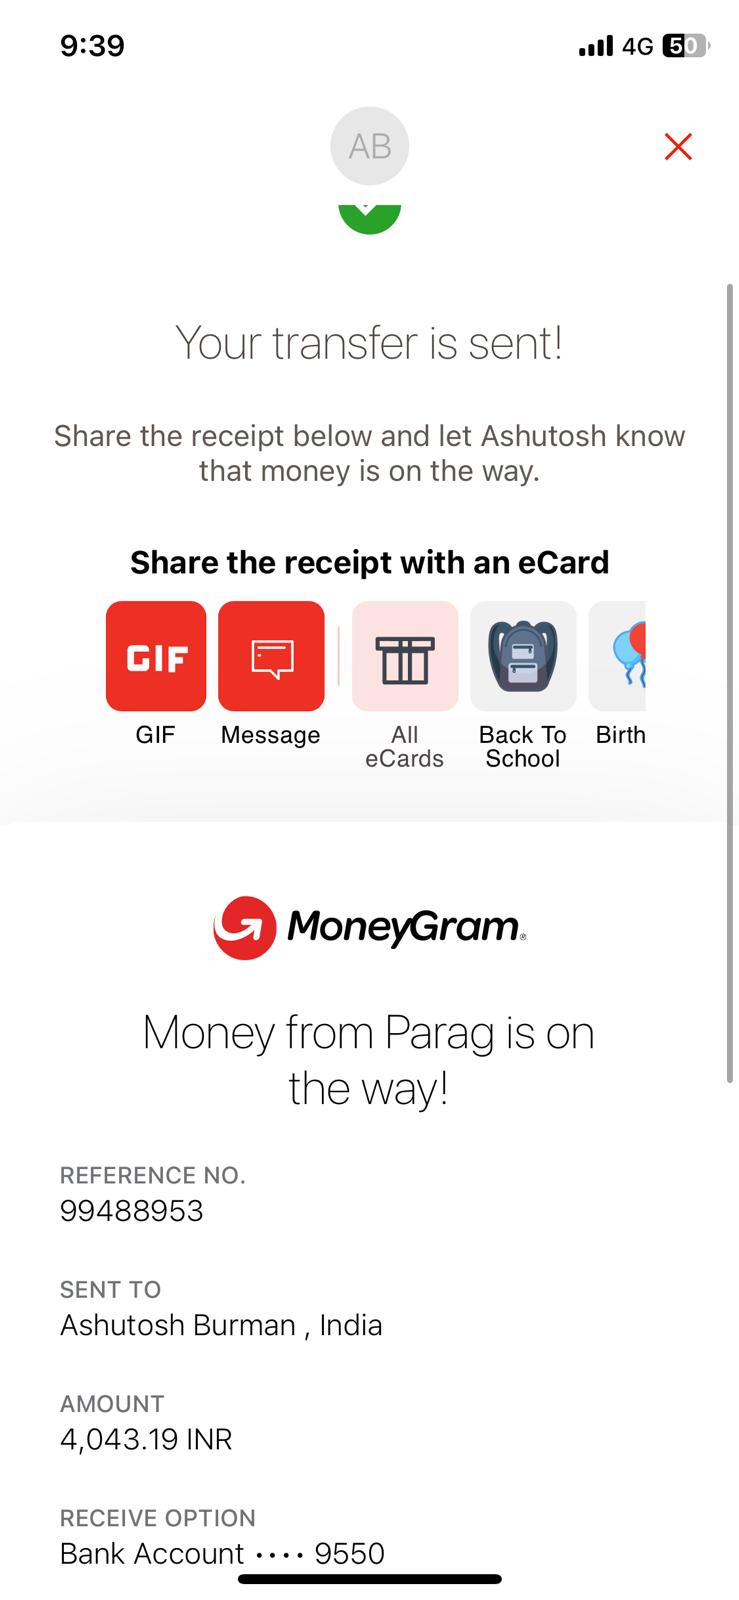 9:39
4G 50
AB
Your transfer is sent!
Share the receipt below and let Ashutosh know
that money is on the way.
Share the receipt with an eCard
GIF
GIF
Message
All
eCards
Back To
School
Birth
MoneyGram®
Money from Parag is on
the way!
REFERENCE NO.
99488953
SENT TO
Ashutosh Burman , India
AMOUNT
4,043.19 INR
RECEIVE OPTION
Bank Account •••• 9550